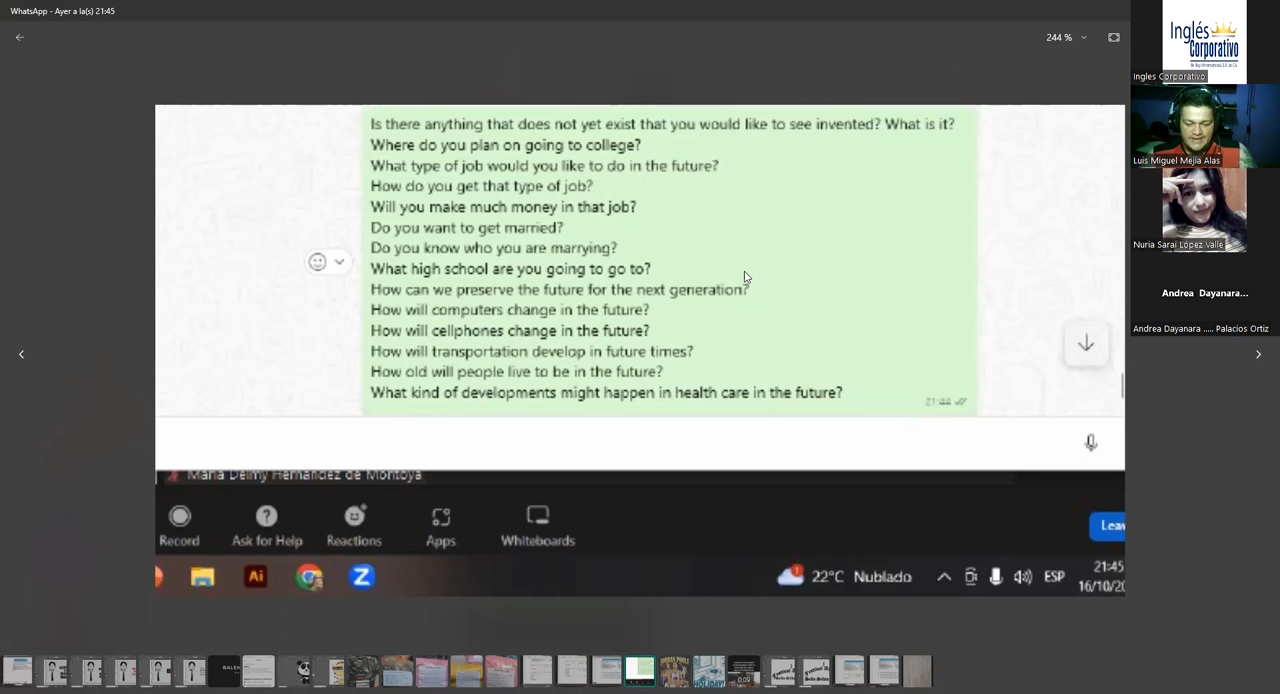 WhatsApp - Ayer a la(s) 21:45
244 %
Is there anything that does not yet exist that you would like to see invented? What is it?
Where do you plan on going to college?
What type of job would you like to do in the future?
How do you get that type of job?
Will you make much money in that job?
Do you want to get married?
Do you know who you are marrying?
What high school are you going to go to?
How can we preserve the future for the next generation?
How will computers change in the future?
How will cellphones change in the future?
How will transportation develop in future times?
How old will people live to be in the future?
What kind of developments might happen in health care in the future?
21:44
Maria Delmy Hernandez de Montoya
Record
Ask for Help
Reactions
Apps
Whiteboards
Leav
Ai
22°C Nublado
ESP
21:45
16/10/20
Inglés
Corporativo
Ingles Corporativo
Luis Miguel Mejia Alas
Nuria Sarai López Valle
Andrea Dayanara...
Andrea Dayanara ..... Palacios Ortiz